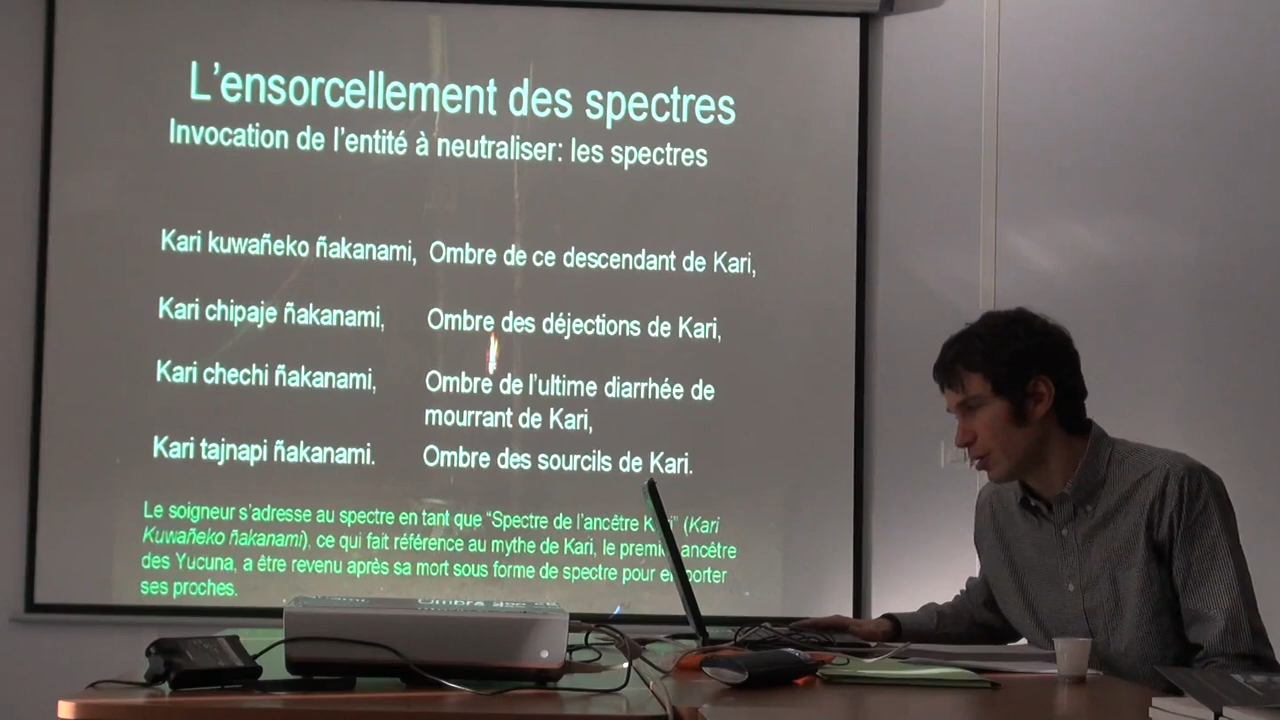 L'ensorcellement des spectres
Invocation de l'entité à neutraliser: les spectres
Kari kuwañeko ñakanami, Ombre de ce descendant de Kari,
Kari chipaje ñakanami, Ombre des déjections de Kari,
Kari chechi ñakanami, Ombre de l'ultime diarrhée de
mourrant de Kari,
Kari tajnapi ñakanami. Ombre des sourcils de Kari.
Le soigneur s'adresse au spectre en tant que "Spectre de l'ancêtre K i" (Kari
Kuwañeko ñakanami), ce qui fait référence au mythe de Kari, le premi ancêtre
des Yucuna, a être revenu après sa mort sous forme de spectre pour e porter
ses proches.